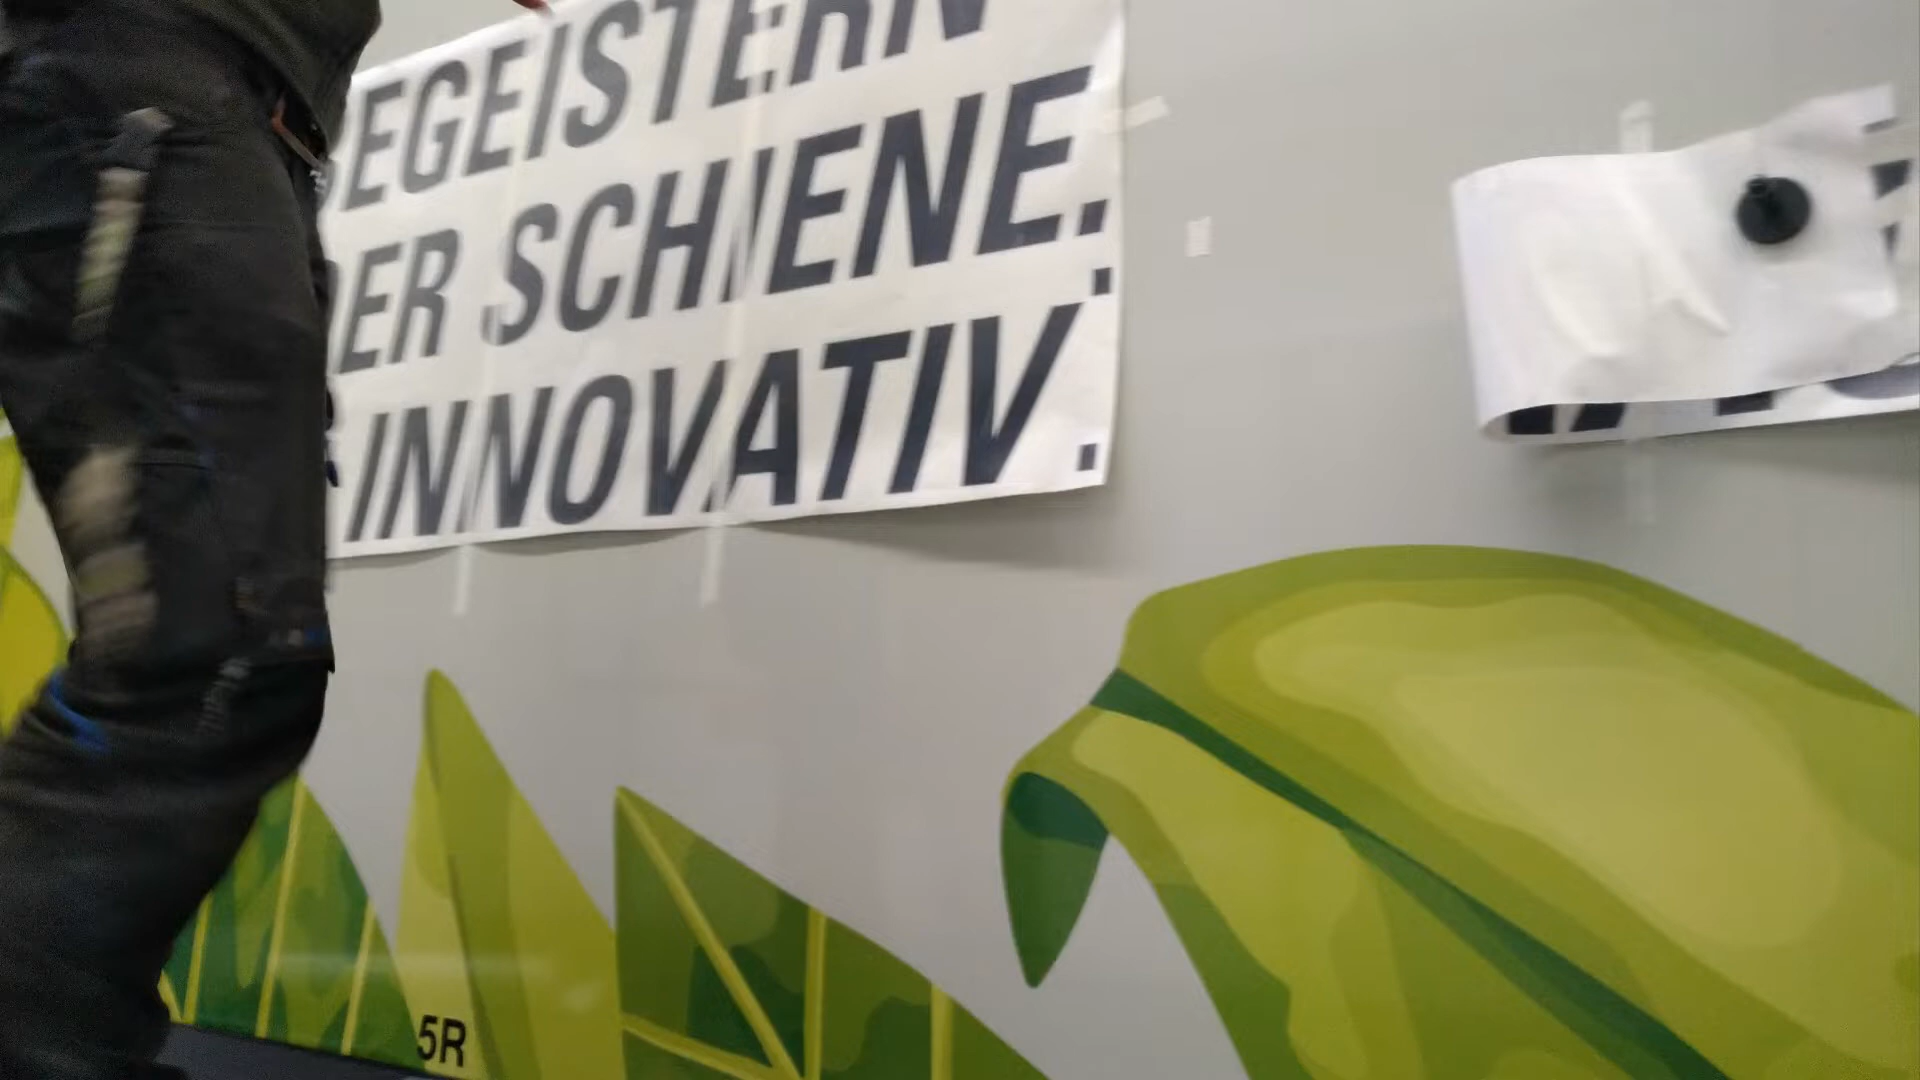 EGEISTERN
DER SCHIENE.
INNOVATIV.
5R